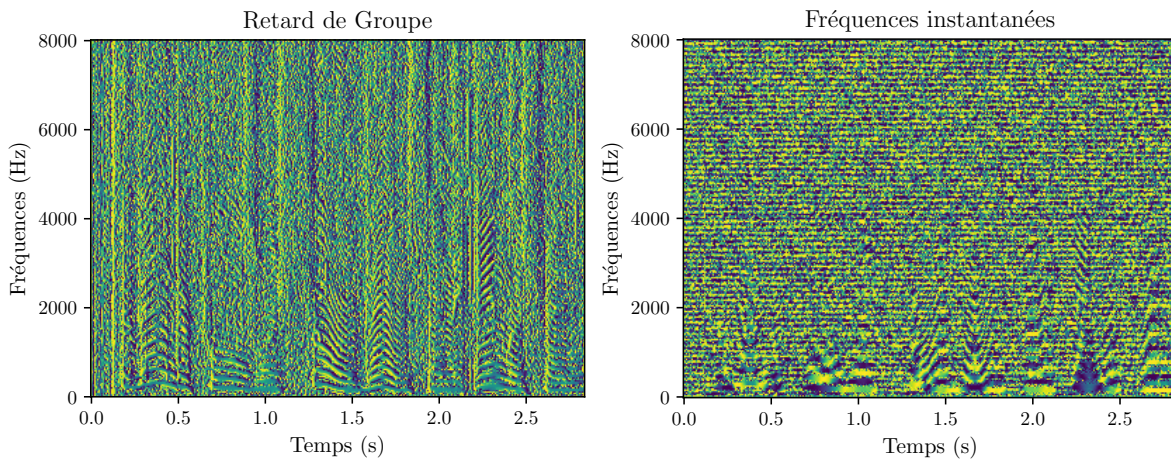 Retard de Groupe
8000
6000
4000
2000
0
Fréquences (Hz)
0.0 0.5 1.0 1.5 2.0 2.5
Temps (s)
Fréquences instantanées
8000
6000
4000
2000
0
Fréquences (Hz)
0.0 0.5 1.0 1.5 2.0 2.5
Temps (s)